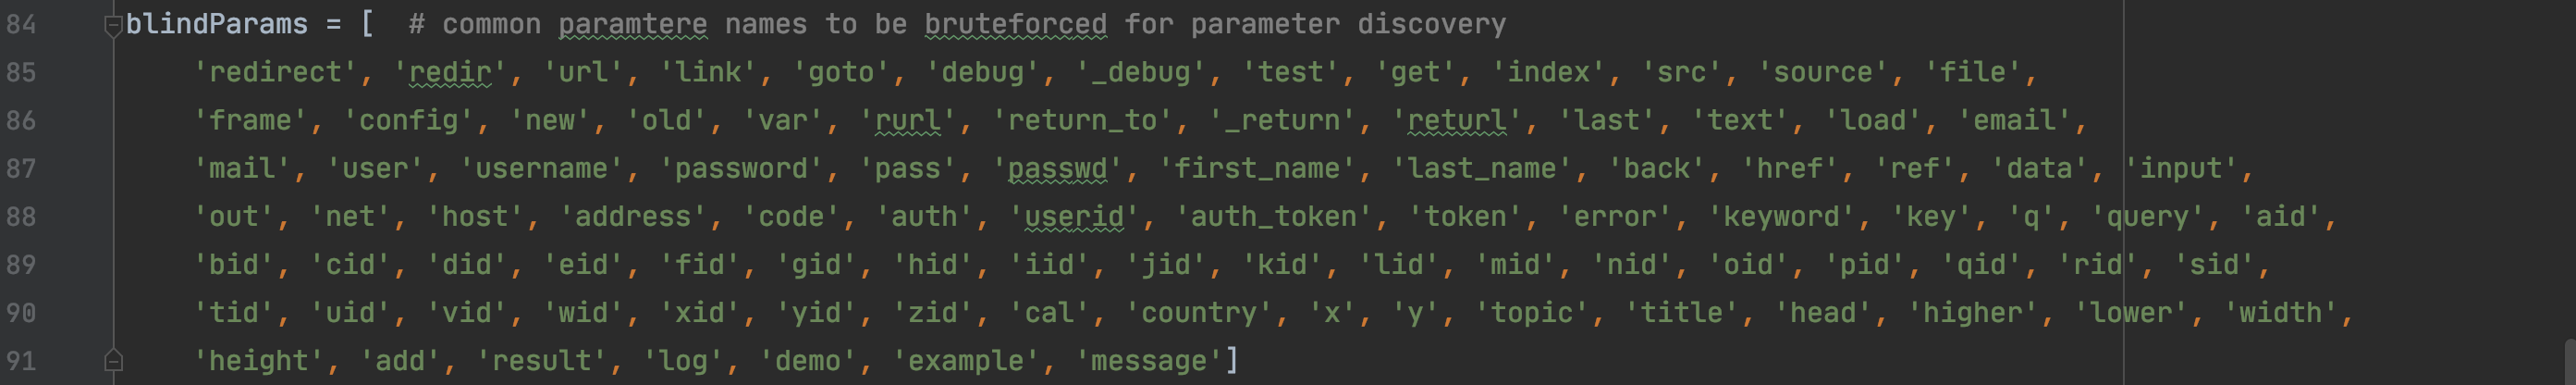 84 blindParams = [  # common paramtere names to be bruteforced for parameter discovery
85 'redirect', 'redir', 'url', 'link', 'goto', 'debug', '_debug', 'test', 'get', 'index', 'src', 'source', 'file',
86 'frame', 'config', 'new', 'old', 'var', 'rurl', 'return_to', '_return', 'returl', 'last', 'text', 'load', 'email',
87 'mail', 'user', 'username', 'password', 'pass', 'passwd', 'first_name', 'last_name', 'back', 'href', 'ref', 'data', 'input',
88 'out', 'net', 'host', 'address', 'code', 'auth', 'userid', 'auth_token', 'token', 'error', 'keyword', 'key', 'q', 'query', 'aid',
89 'bid', 'cid', 'did', 'eid', 'fid', 'gid', 'hid', 'iid', 'jid', 'kid', 'lid', 'mid', 'nid', 'oid', 'pid', 'qid', 'rid', 'sid',
90 'tid', 'uid', 'vid', 'wid', 'xid', 'yid', 'zid', 'cal', 'country', 'x', 'y', 'topic', 'title', 'head', 'higher', 'lower', 'width',
91 'height', 'add', 'result', 'log', 'demo', 'example', 'message']